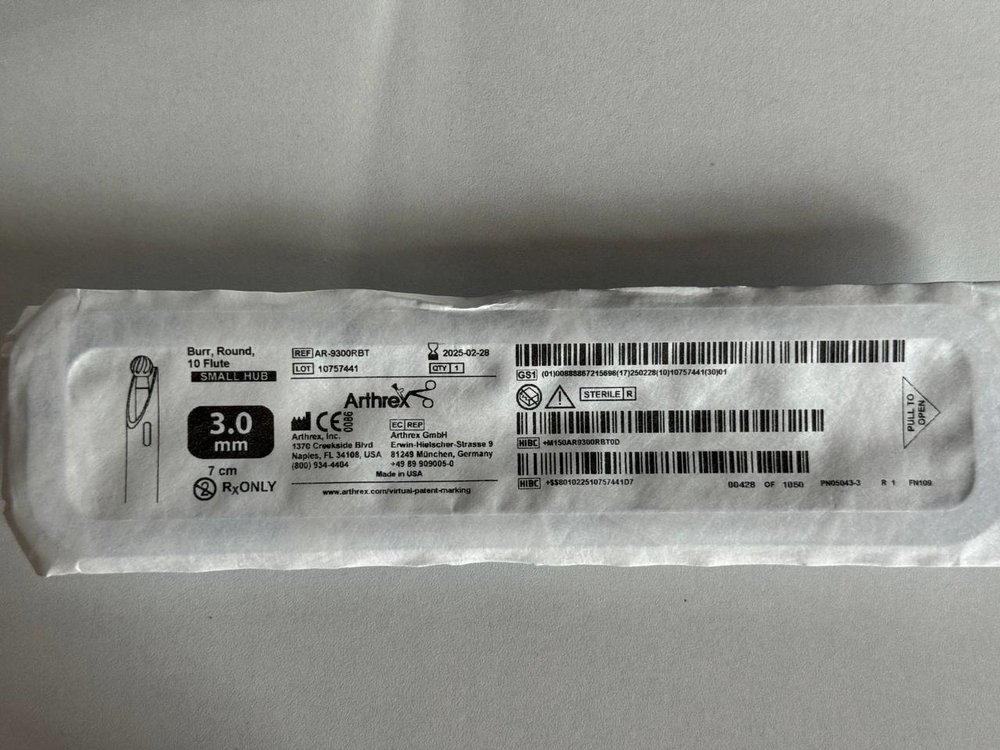 Burr, Round,
10 Flute
SMALL HUB
3.0
mm
7 cm
RxONLY
REF AR-9300RBT
LOT 10757441
2025-02-28
QTY 1
Arthrex
CE 0086
Arthrex, Inc.
1370 Creekside Blvd
Naples, FL 34108, USA
(800) 934-4404
EC REP
Arthrex GmbH
Erwin-Hielscher-Strasse 9
81249 München, Germany
+49 89 909005-0
Made in USA
www.arthrex.com/virtual-patent-marking
GS1 (01)00888867215696(17)250228(10)10757441(30)01
2
STERILE R
HIBC +M150AR9300RBT0D
HIBC +$$801022510757441D7
00428 OF 1050 PN05043-3 R 1 FN109
PULL TO
OPEN